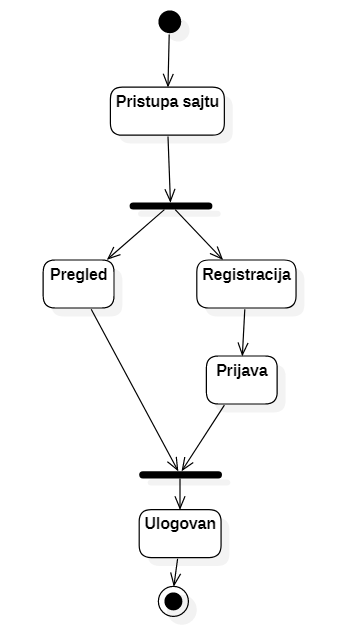 Pristupa sajtu
Pregled
Registracija
Prijava
Ulogovan